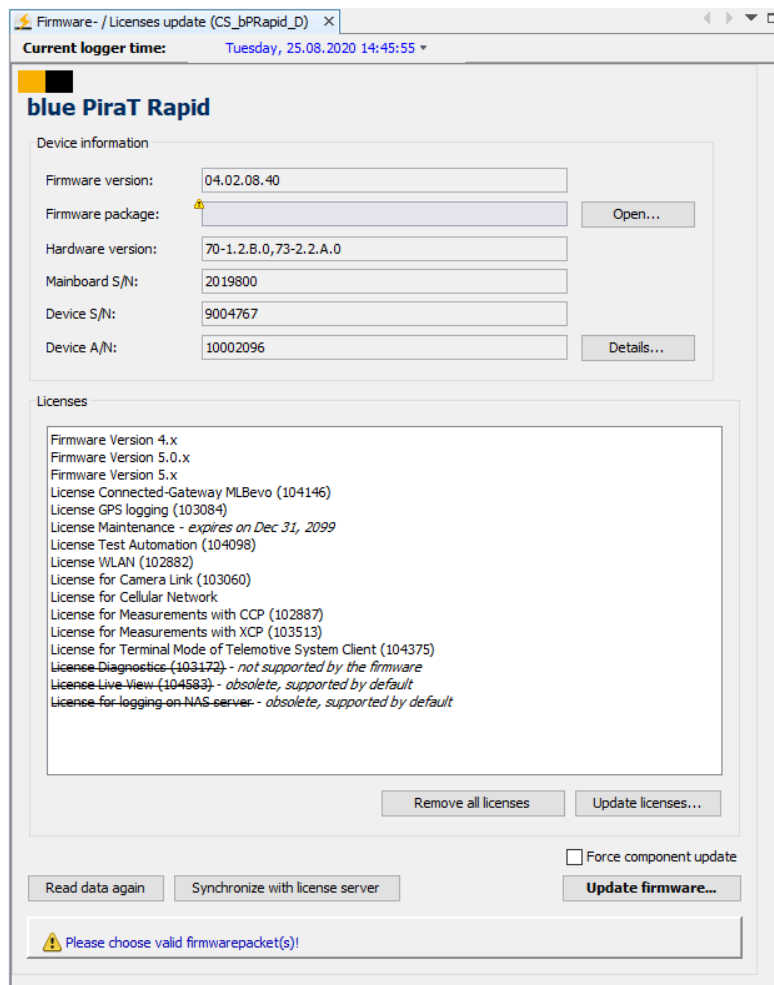 Firmware- / Licenses update (CS_bPRapid_D)
Current logger time: Tuesday, 25.08.2020 14:45:55
blue PiraT Rapid
Device information
Firmware version: 04.02.08.40
Firmware package: Open...
Hardware version: 70-1.2.B.0,73-2.2.A.0
Mainboard S/N: 2019800
Device S/N: 9004767
Device A/N: 10002096 Details...
Licenses
Firmware Version 4.x
Firmware Version 5.0.x
Firmware Version 5.x
License Connected-Gateway MLBevo (104146)
License GPS logging (103084)
License Maintenance - expires on Dec 31, 2099
License Test Automation (104098)
License WLAN (102882)
License for Camera Link (103060)
License for Cellular Network
License for Measurements with CCP (102887)
License for Measurements with XCP (103513)
License for Terminal Mode of Telemotive System Client (104375)
License Diagnostics (103172) - not supported by the firmware
License Live View (104583) - obsolete, supported by default
License for logging on NAS server - obsolete, supported by default
Remove all licenses Update licenses...
Force component update
Read data again Synchronize with license server Update firmware...
Please choose valid firmwarepacket(s)!